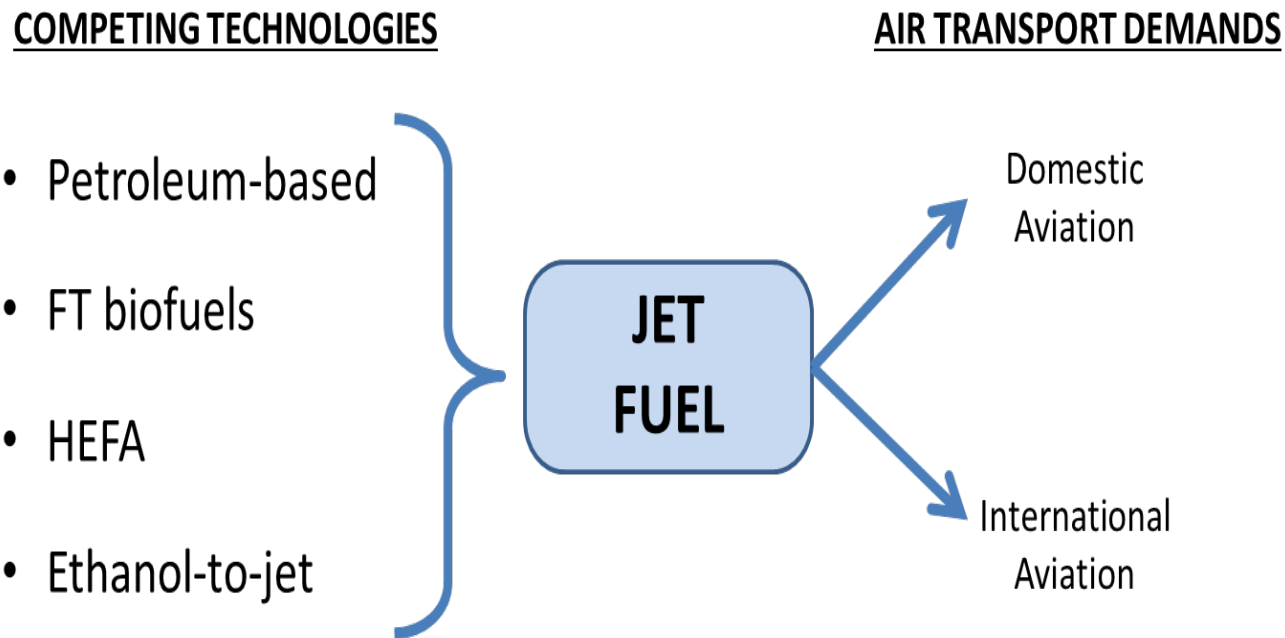 COMPETING TECHNOLOGIES
AIR TRANSPORT DEMANDS
• Petroleum-based
• FT biofuels
• HEFA
• Ethanol-to-jet
JET
FUEL
Domestic
Aviation
International
Aviation